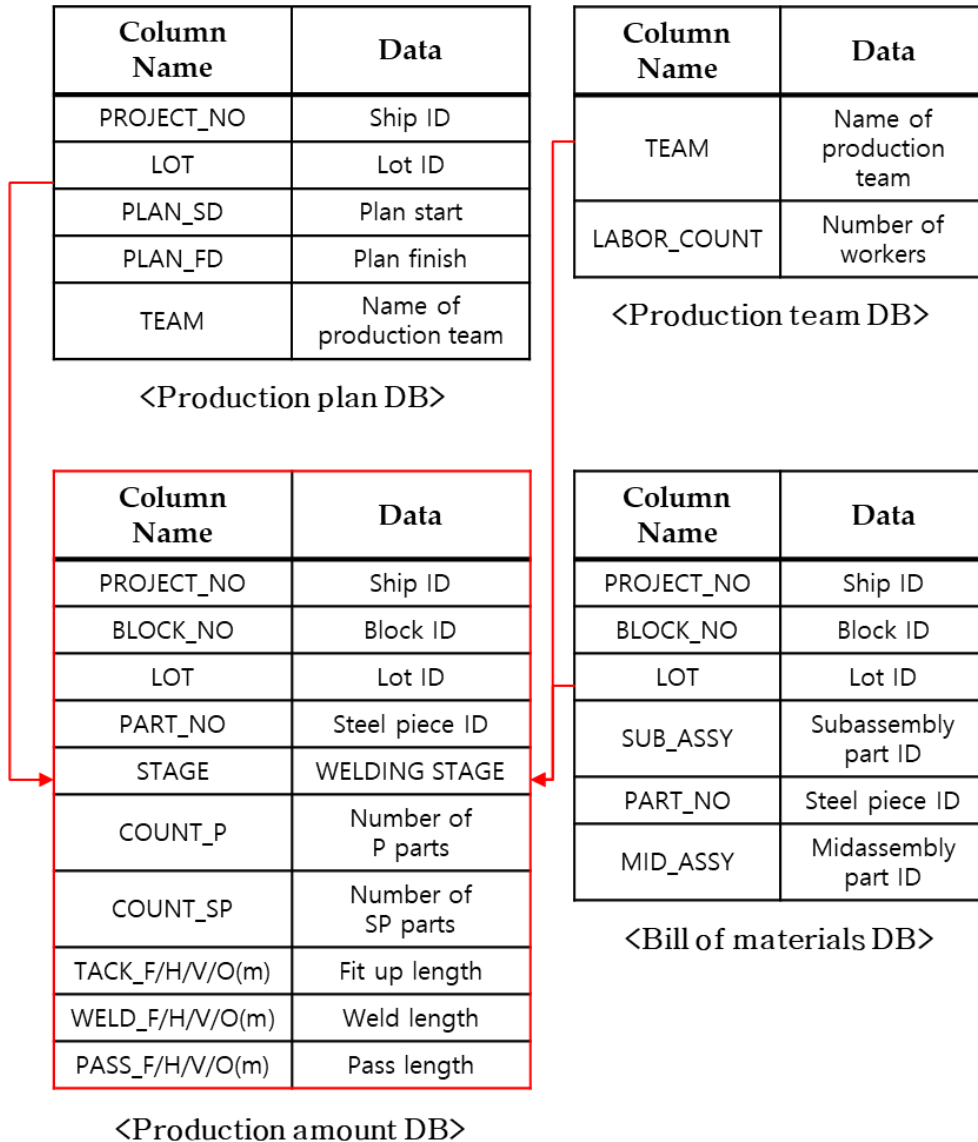 Column
Name
Data
PROJECT_NO
Ship ID
LOT
Lot ID
PLAN_SD
Plan start
PLAN_FD
Plan finish
TEAM
Name of
production team
<Production plan DB>
Column
Name
Data
TEAM
Name of
production
team
LABOR_COUNT
Number of
workers
<Production team DB>
Column
Name
Data
PROJECT_NO
Ship ID
BLOCK_NO
Block ID
LOT
Lot ID
PART_NO
Steel piece ID
STAGE
WELDING STAGE
COUNT_P
Number of
P parts
COUNT_SP
Number of
SP parts
TACK_F/H/V/O(m)
Fit up length
WELD_F/H/V/O(m)
Weld length
PASS_F/H/V/O(m)
Pass length
<Production amount DB>
Column
Name
Data
PROJECT_NO
Ship ID
BLOCK_NO
Block ID
LOT
Lot ID
SUB_ASSY
Subassembly
part ID
PART_NO
Steel piece ID
MID_ASSY
Midassembly
part ID
<Bill of materials DB>